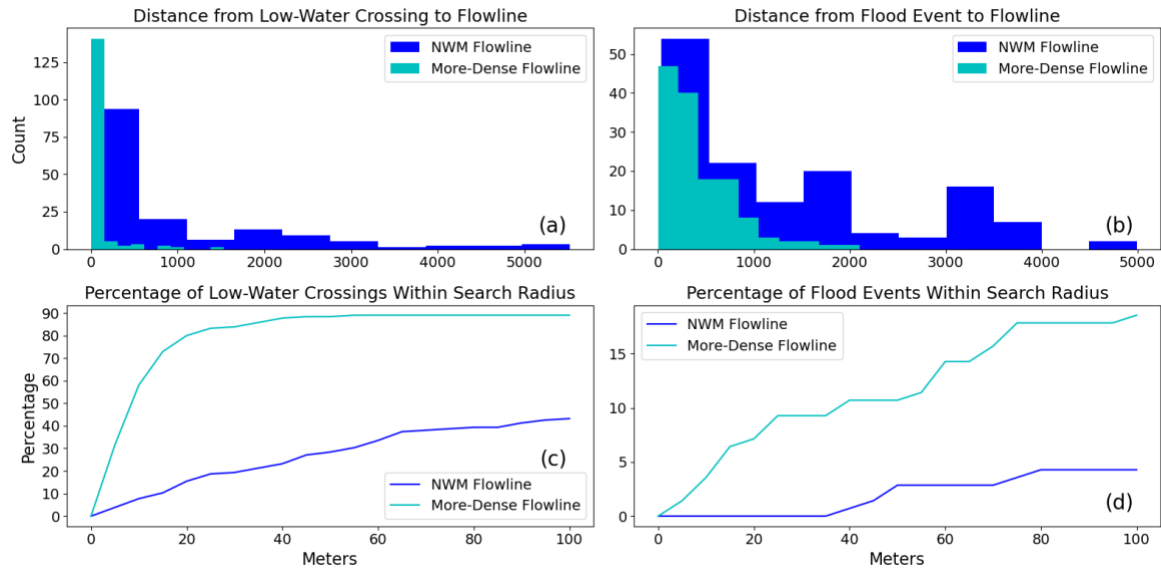 Distance from Low-Water Crossing to Flowline
Count
125
100
75
50
25
0
NWM Flowline
More-Dense Flowline
(a)
0 1000 2000 3000 4000 5000
Distance from Flood Event to Flowline
50
40
30
20
10
0
NWM Flowline
More-Dense Flowline
(b)
0 1000 2000 3000 4000 5000
Percentage of Low-Water Crossings Within Search Radius
Percentage
90
80
70
60
50
40
30
20
10
0
(c)
NWM Flowline
More-Dense Flowline
0 20 40 60 80 100
Meters
Percentage of Flood Events Within Search Radius
NWM Flowline
More-Dense Flowline
15
10
5
0
(d)
0 20 40 60 80 100
Meters